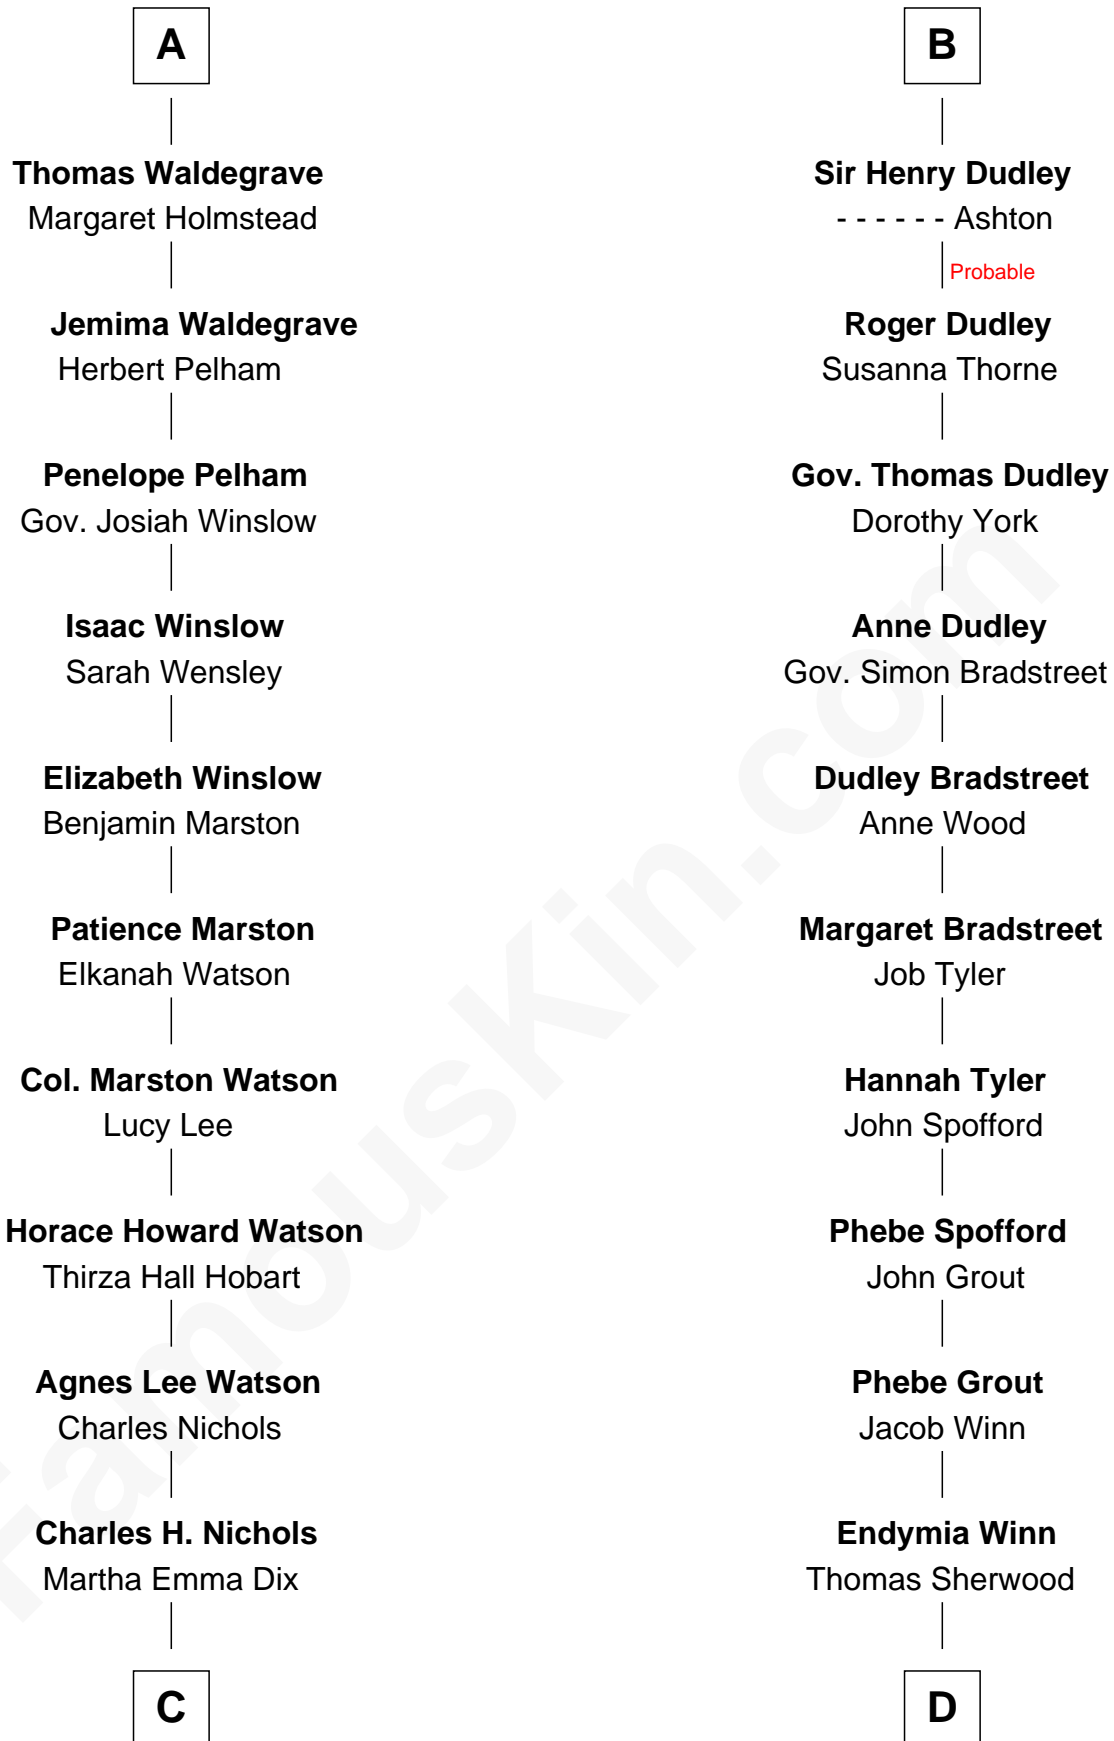 A
Thomas Waldegrave
Margaret Holmstead
Jemima Waldegrave
Herbert Pelham
Penelope Pelham
Gov. Josiah Winslow
Isaac Winslow
Sarah Wensley
Elizabeth Winslow
Benjamin Marston
Patience Marston
Elkanah Watson
Col. Marston Watson
Lucy Lee
Horace Howard Watson
Thirza Hall Hobart
Agnes Lee Watson
Charles Nichols
Charles H. Nichols
Martha Emma Dix
C
B
Sir Henry Dudley
- - - - - - Ashton
Probable
Roger Dudley
Susanna Thorne
Gov. Thomas Dudley
Dorothy York
Anne Dudley
Gov. Simon Bradstreet
Dudley Bradstreet
Anne Wood
Margaret Bradstreet
Job Tyler
Hannah Tyler
John Spofford
Phebe Spofford
John Grout
Phebe Grout
Jacob Winn
Endymia Winn
Thomas Sherwood
D
FamousKin.com